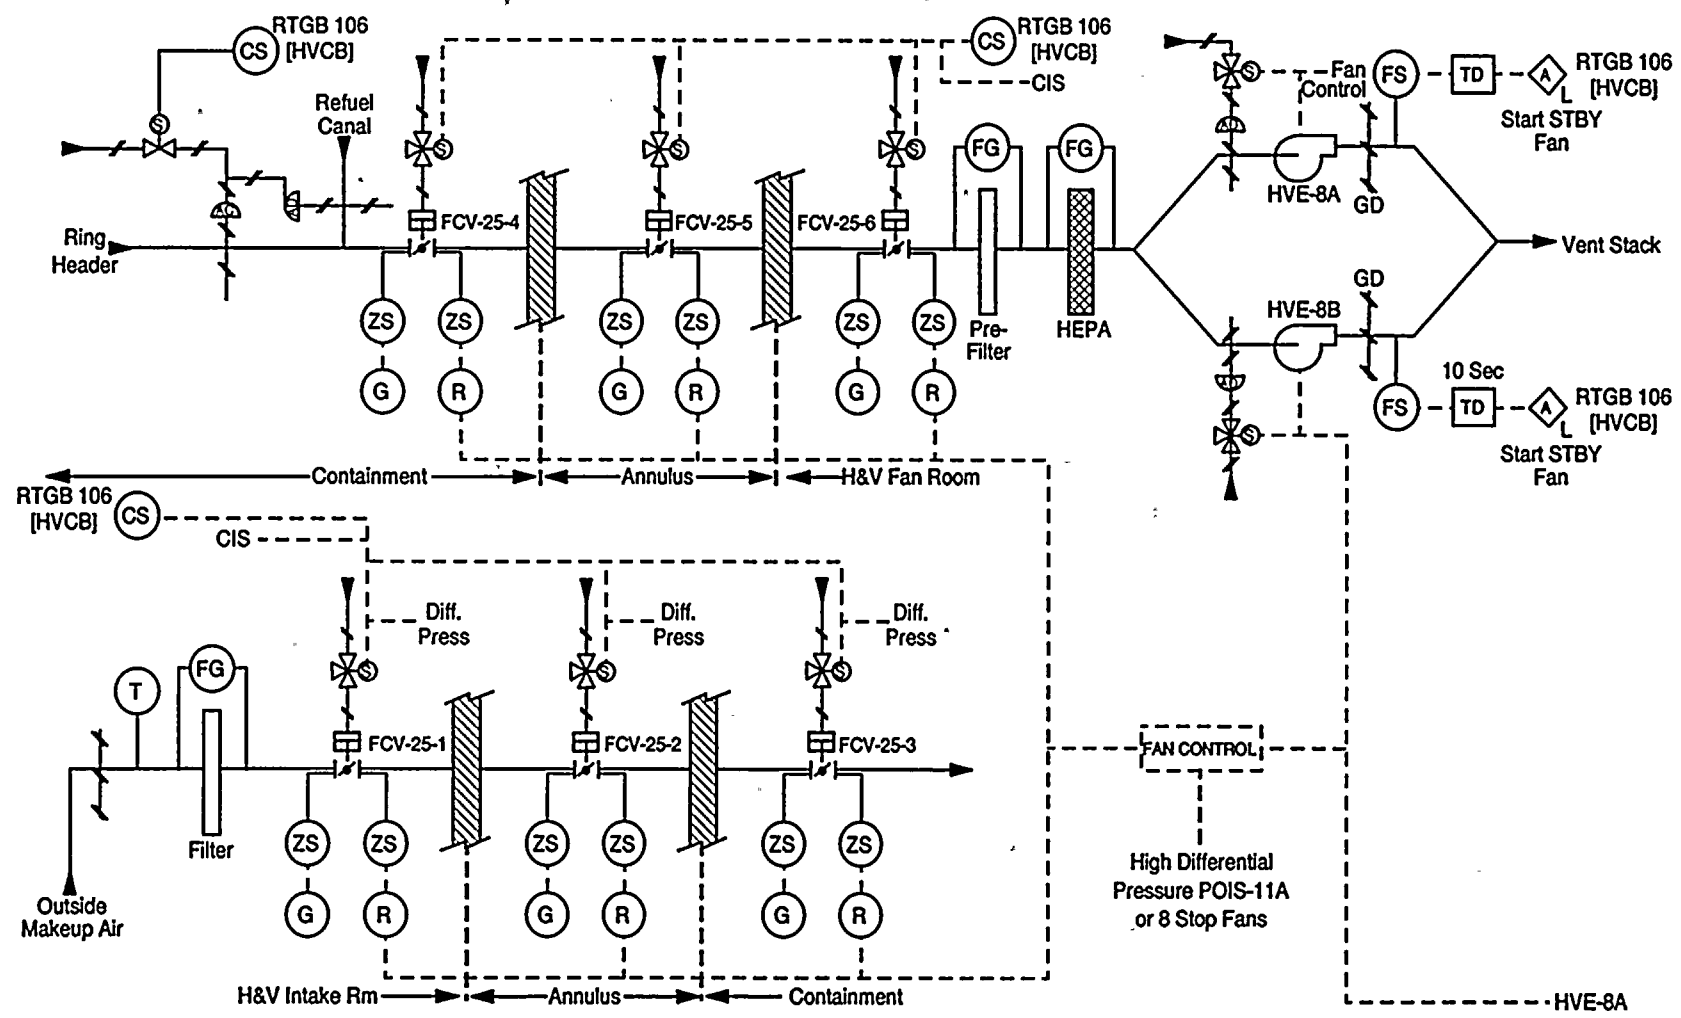 RTGB 106
[HVCB]
CS
S
Refuel
Canal
Ring
Header
AO
AO
S
FCV-25-4
S
FCV-25-5
S
FCV-25-6
CS
RTGB 106
[HVCB]
CIS
ZS
ZS
G
R
ZS
ZS
G
R
ZS
ZS
G
R
FG
Pre-
Filter
FG
HEPA
S
Fan
Control
AO
HVE-8A
GD
FS
TD
A
L
RTGB 106
[HVCB]
Start STBY
Fan
Vent Stack
GD
HVE-8B
AO
S
10 Sec
FS
TD
A
L
RTGB 106
[HVCB]
Start STBY
Fan
Containment
Annulus
H&V Fan Room
RTGB 106
[HVCB]
CS
CIS
Diff.
Press
Diff.
Press
Diff.
Press
S
S
S
T
FG
Filter
Outside
Makeup Air
FCV-25-1
FCV-25-2
FCV-25-3
ZS
ZS
G
R
ZS
ZS
G
R
ZS
ZS
G
R
H&V Intake Rm
Annulus
Containment
FAN CONTROL
High Differential
Pressure POIS-11A
or 8 Stop Fans
HVE-8A